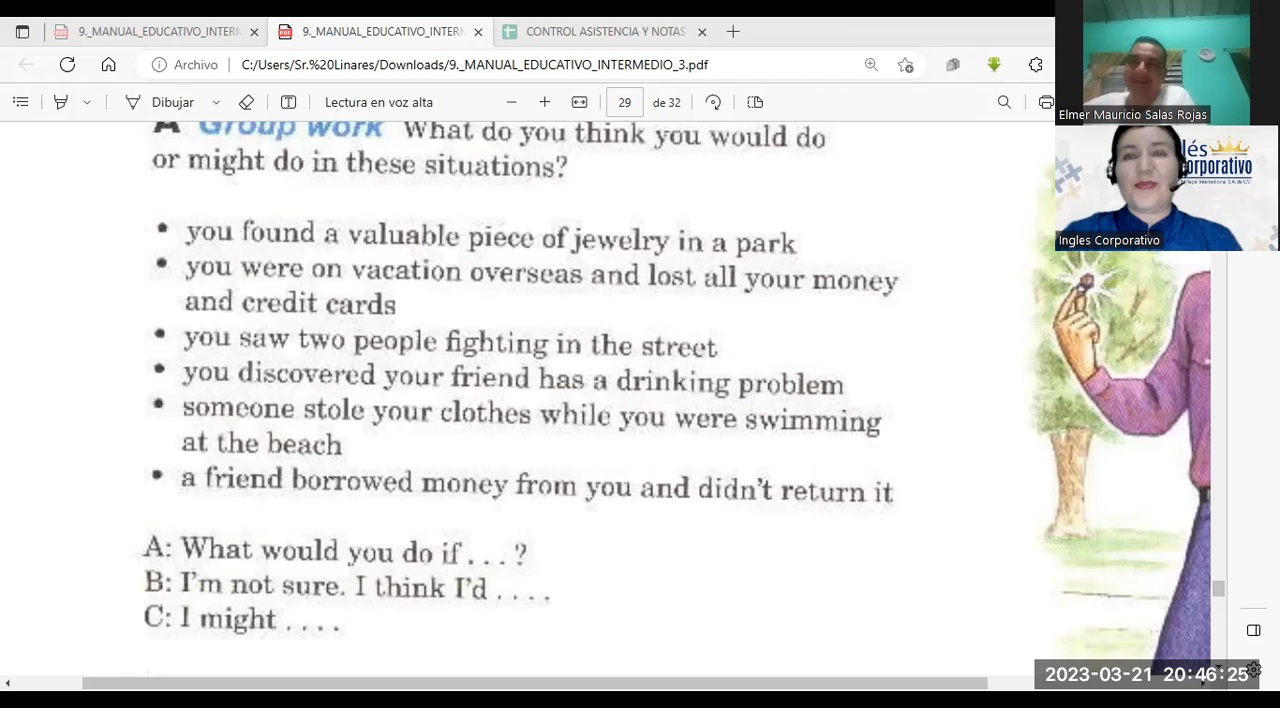 9._MANUAL_EDUCATIVO_INTERM
9._MANUAL_EDUCATIVO_INTERM
CONTROL ASISTENCIA Y NOTAS
Archivo
C:/Users/Sr.%20Linares/Downloads/9._MANUAL_EDUCATIVO_INTERMEDIO_3.pdf
Dibujar
Lectura en voz alta
29
de 32
Elmer Mauricio Salas Rojas
lés
orporativo
Ingles Corporativo
A Group work What do you think you would do
or might do in these situations?
• you found a valuable piece of jewelry in a park
• you were on vacation overseas and lost all your money
and credit cards
• you saw two people fighting in the street
• you discovered your friend has a drinking problem
• someone stole your clothes while you were swimming
at the beach
• a friend borrowed money from you and didn't return it
A: What would you do if . . . ?
B: I'm not sure. I think I'd . . . .
C: I might . . . .
2023-03-21 20:46:25